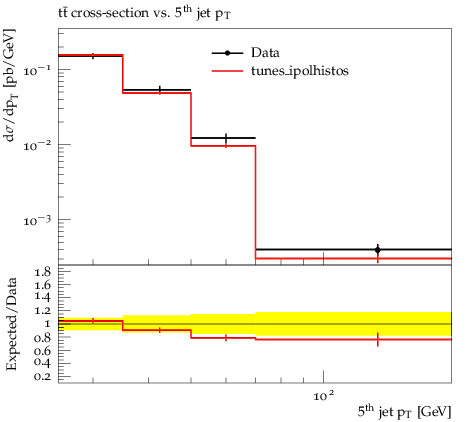 tt̄ cross-section vs. 5th jet pT
dσ/dpT [pb/GeV]
Data
tunes_ipolhistos
10−1
10−2
10−3
Expected/Data
1.8
1.6
1.4
1.2
1
0.8
0.6
0.4
0.2
102
5th jet pT [GeV]